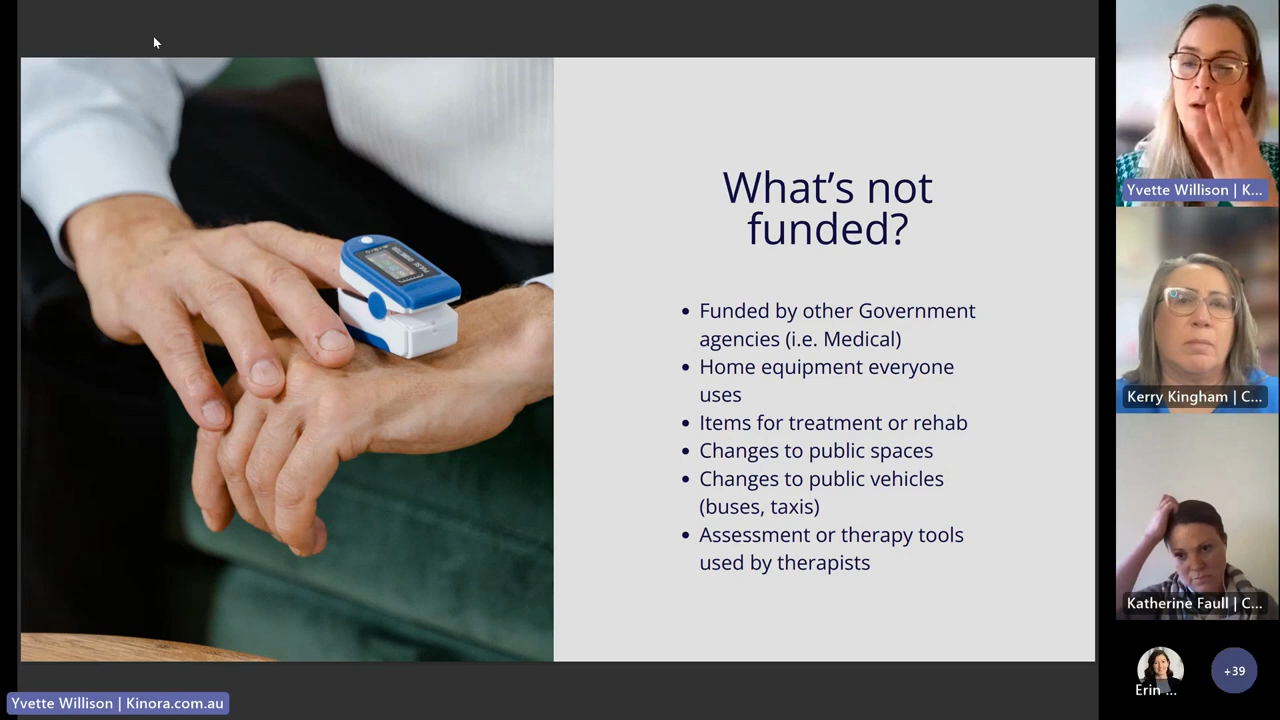 What's not
funded?
• Funded by other Government
agencies (i.e. Medical)
• Home equipment everyone
uses
• Items for treatment or rehab
• Changes to public spaces
• Changes to public vehicles
(buses, taxis)
• Assessment or therapy tools
used by therapists
Yvette Willison | K...
Kerry Kingham | C...
Katherine Faull | C...
Erin ...
+39
Yvette Willison | Kinora.com.au